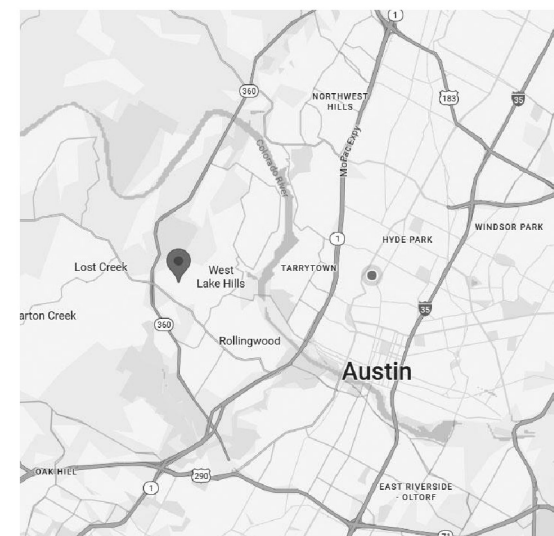 1
360
NORTHWEST
HILLS
183
35
Colorado River
MoPac Expy
WINDSOR PARK
1
HYDE PARK
Lost Creek
West
Lake Hills
TARRYTOWN
arton Creek
360
35
Rollingwood
Austin
OAK HILL
290
1
EAST RIVERSIDE
- OLTORF
71